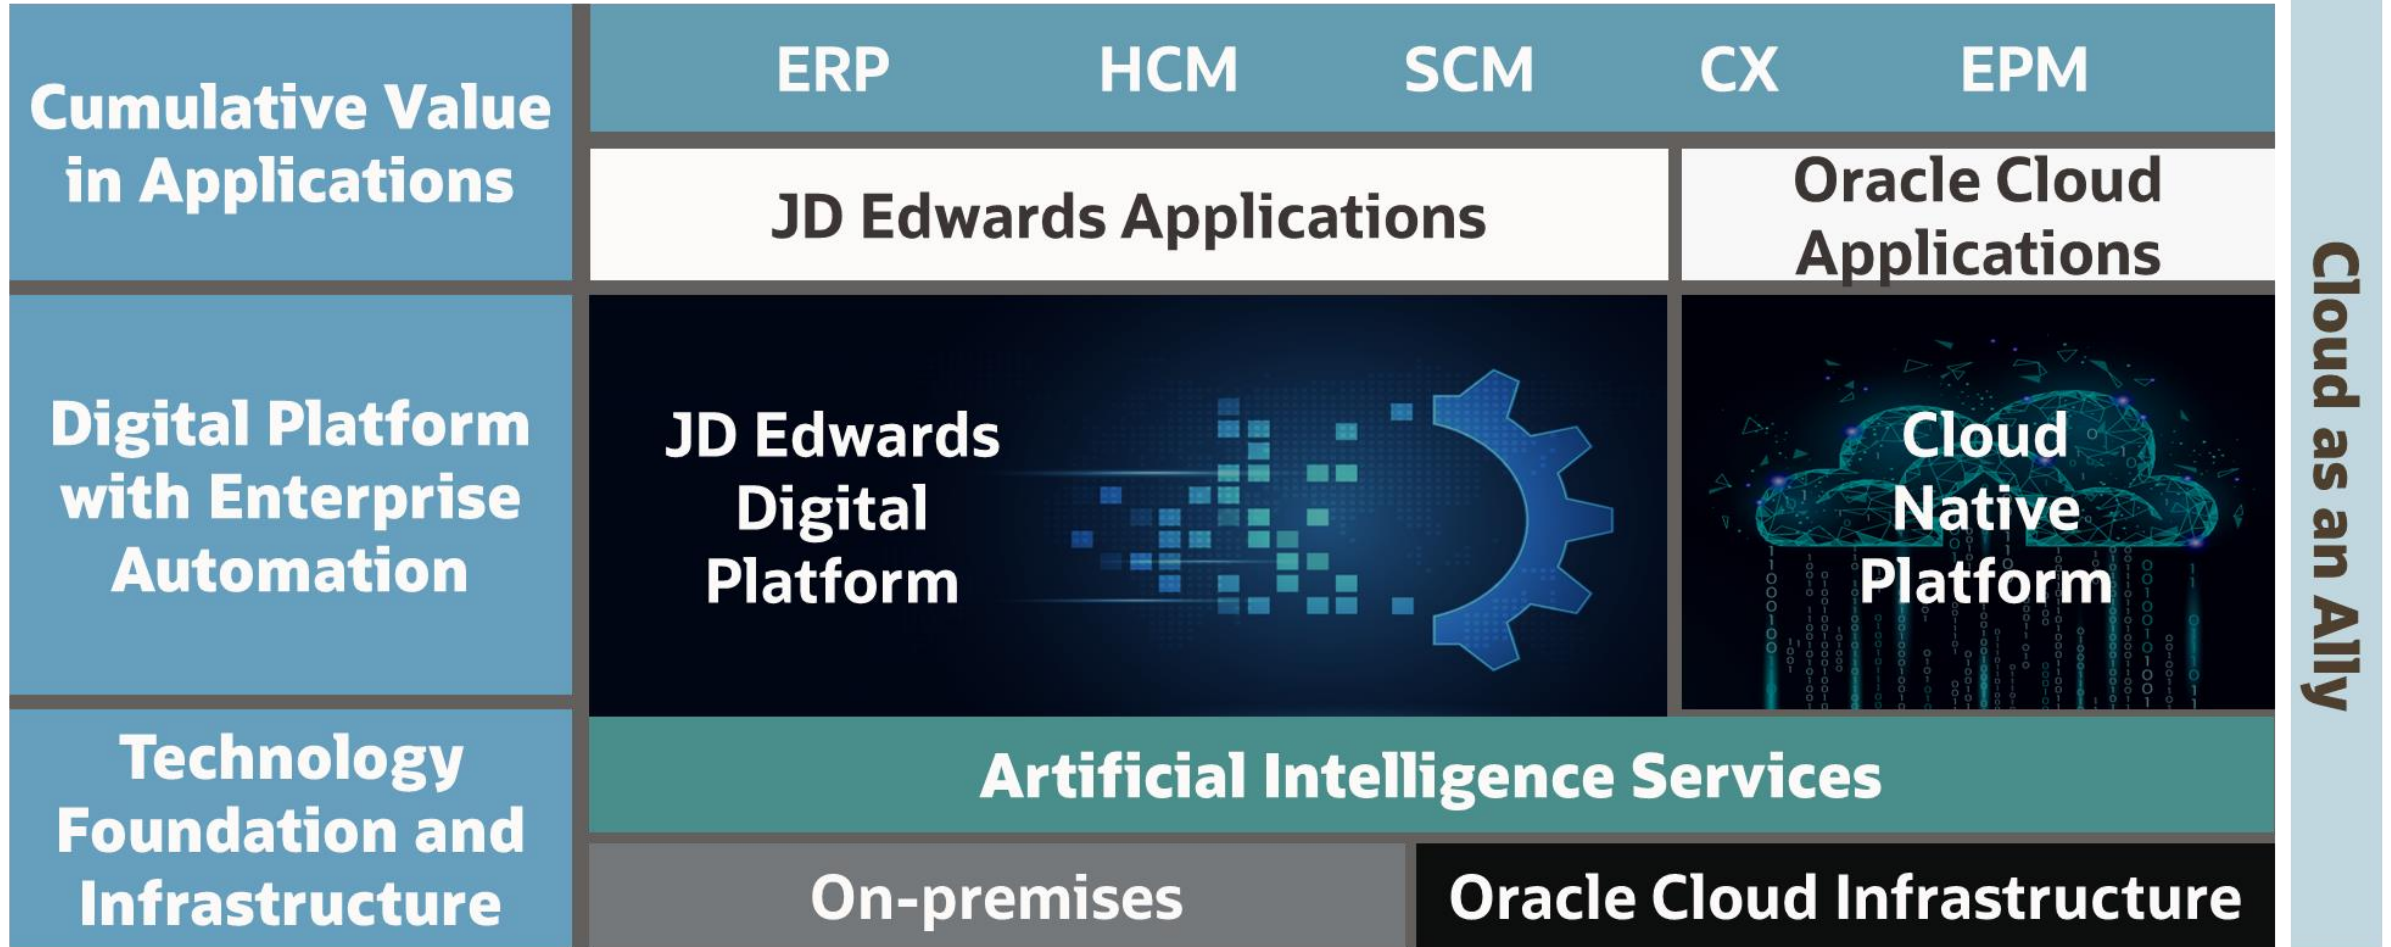 Cumulative Value
in Applications
ERP HCM SCM CX EPM
JD Edwards Applications
Oracle Cloud
Applications
Digital Platform
with Enterprise
Automation
JD Edwards
Digital
Platform
Cloud
Native
Platform
Technology
Foundation and
Infrastructure
Artificial Intelligence Services
On-premises
Oracle Cloud Infrastructure
Cloud as an Ally